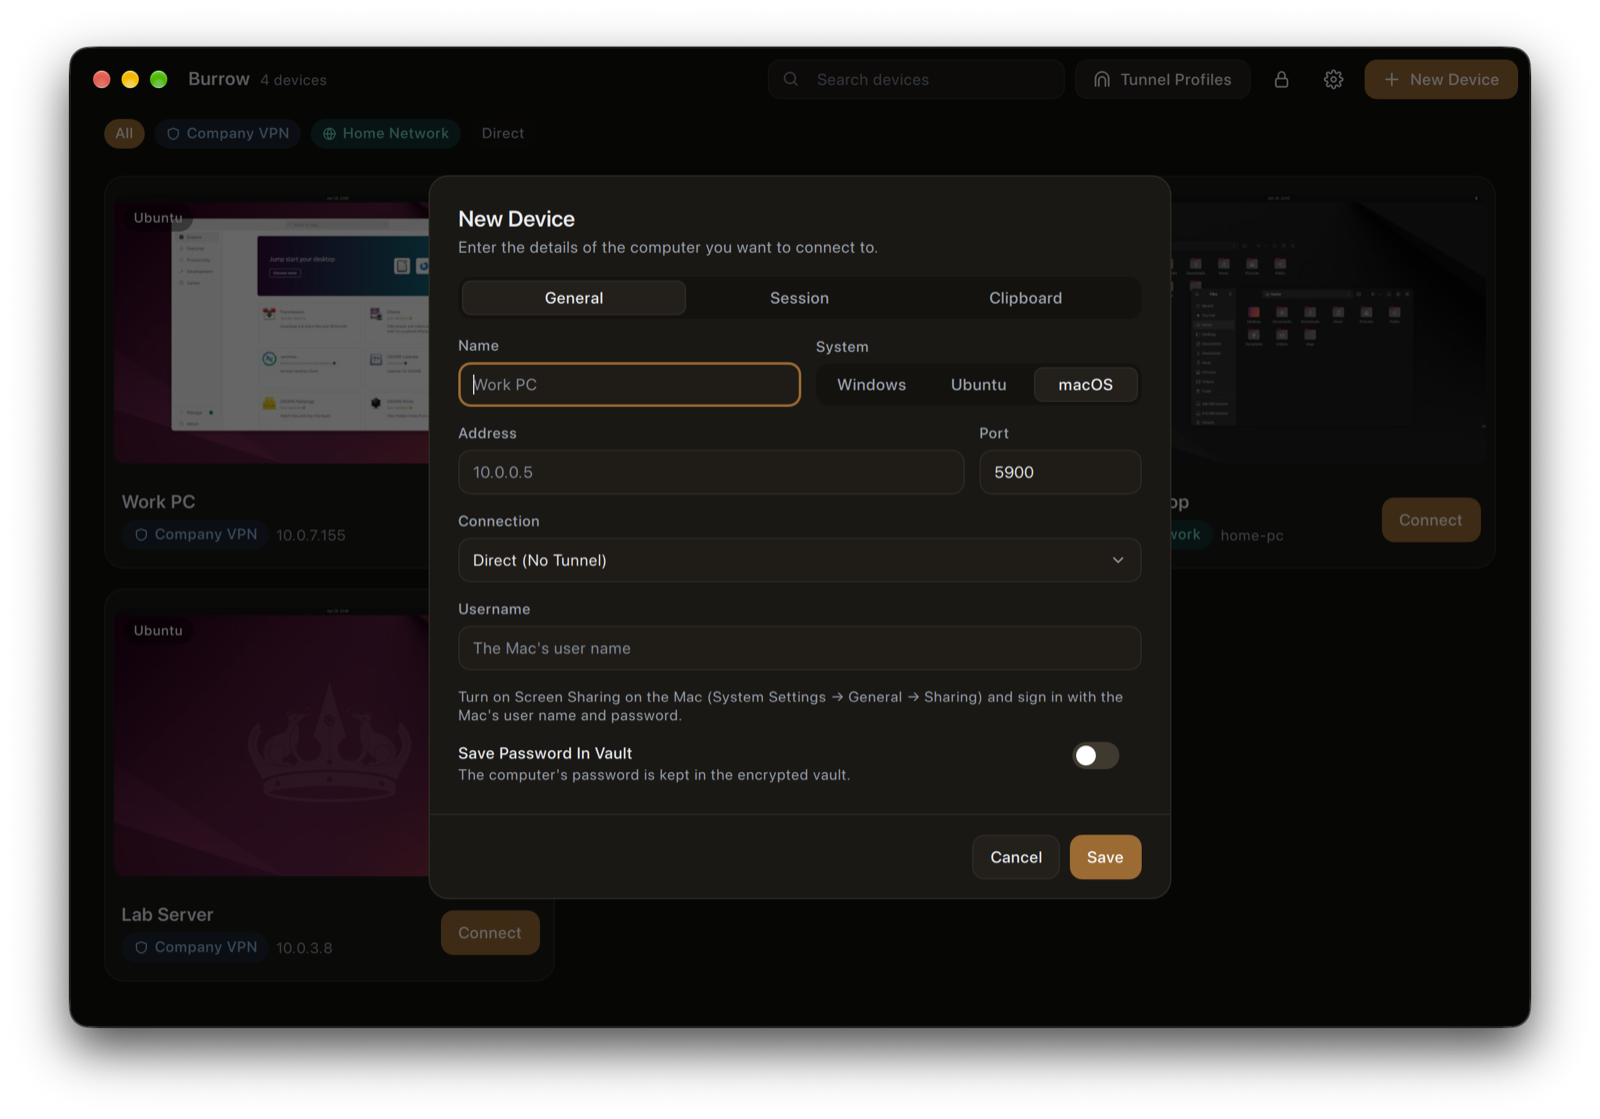 Burrow 4 devices
Search devices
Tunnel Profiles
New Device
All
Company VPN
Home Network
Direct
Ubuntu
Jump start your desktop
Work PC
Company VPN 10.0.7.155
op
work home-pc
Connect
New Device
Enter the details of the computer you want to connect to.
General Session Clipboard
Name
System
Work PC
Windows Ubuntu macOS
Address
Port
10.0.0.5
5900
Connection
Direct (No Tunnel)
Username
The Mac's user name
Turn on Screen Sharing on the Mac (System Settings → General → Sharing) and sign in with the
Mac's user name and password.
Save Password In Vault
The computer's password is kept in the encrypted vault.
Cancel
Save
Ubuntu
Lab Server
Company VPN 10.0.3.8
Connect